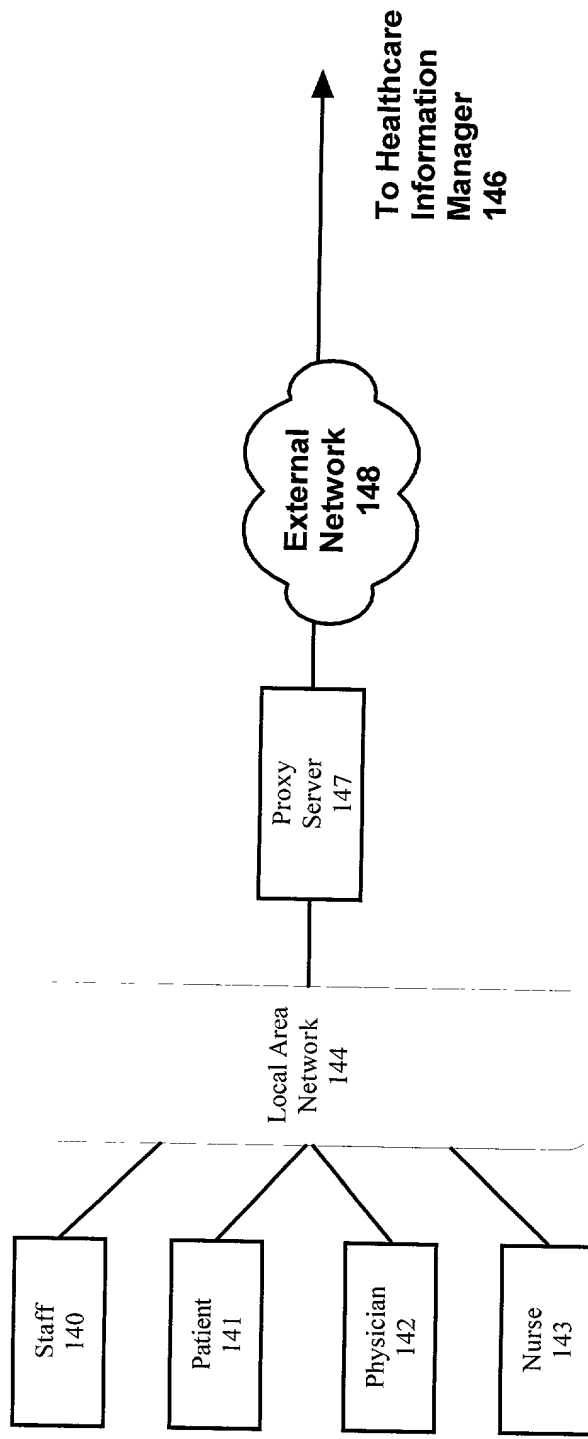 Staff
140
Patient
141
Physician
142
Nurse
143
Local Area
Network
144
Proxy
Server
147
External
Network
148
To Healthcare
Information
Manager
146